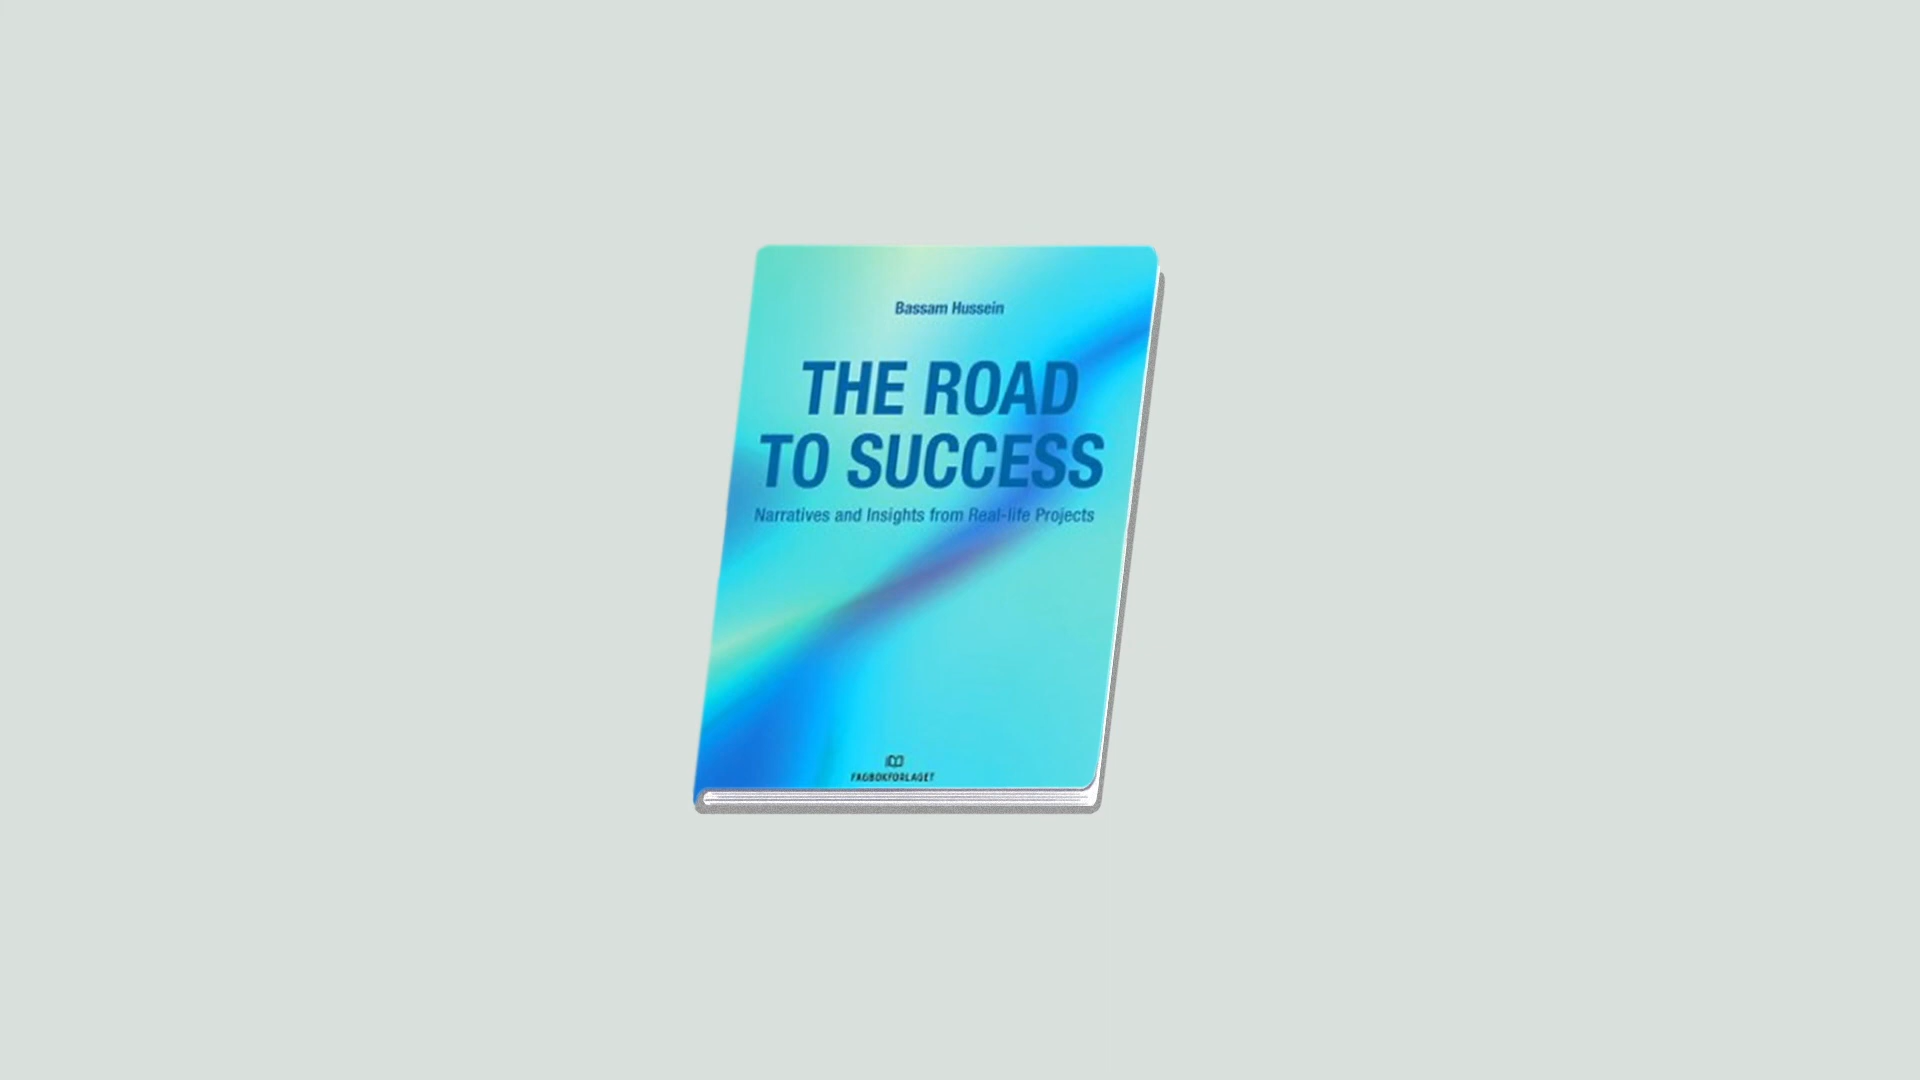 Bassam Hussein
THE ROAD
TO SUCCESS
Narratives and Insights from Real-life Projects
FAGBOKFORLAGET